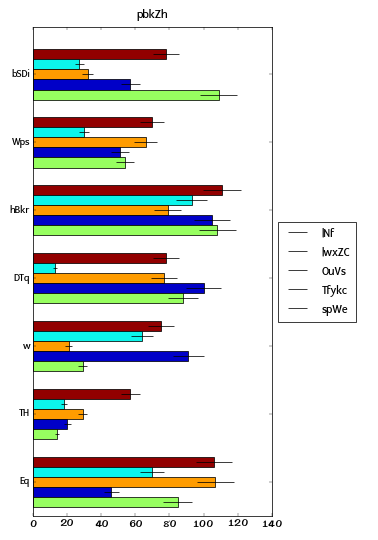 pbkZh
bSDi
Wps
hBkr
DTq
w
TH
Eq
0 20 40 60 80 100 120 140
lNf
lwxZC
OuVs
Tfykc
spWe